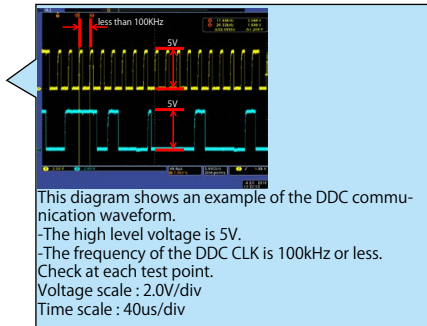 less than 100KHz
5V
5V
This diagram shows an example of the DDC commu-
nication waveform.
-The high level voltage is 5V.
-The frequency of the DDC CLK is 100kHz or less.
Check at each test point.
Voltage scale : 2.0V/div
Time scale : 40us/div